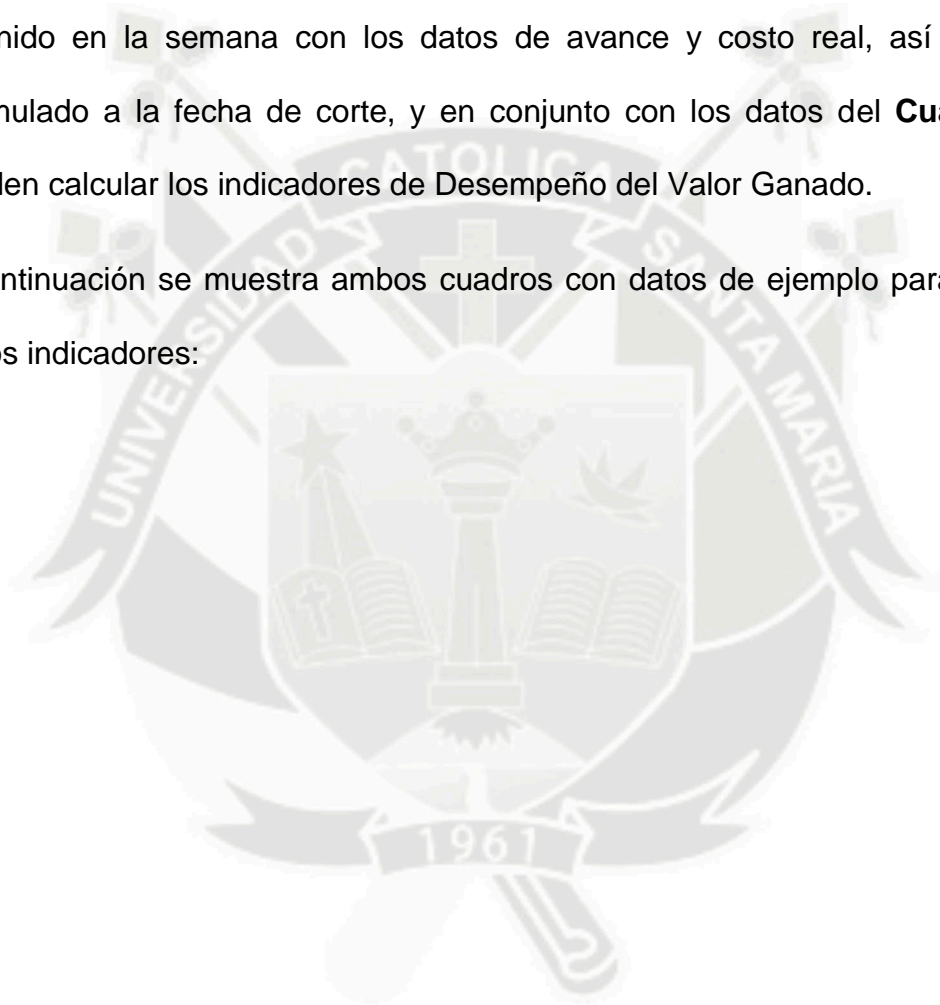 nido en la semana con los datos de avance y costo real, así
mulado a la fecha de corte, y en conjunto con los datos del Cua
den calcular los indicadores de Desempeño del Valor Ganado.
ntinuación se muestra ambos cuadros con datos de ejemplo para
os indicadores:
UNIVERSIDAD CATOLICA SANTA MARIA
1961